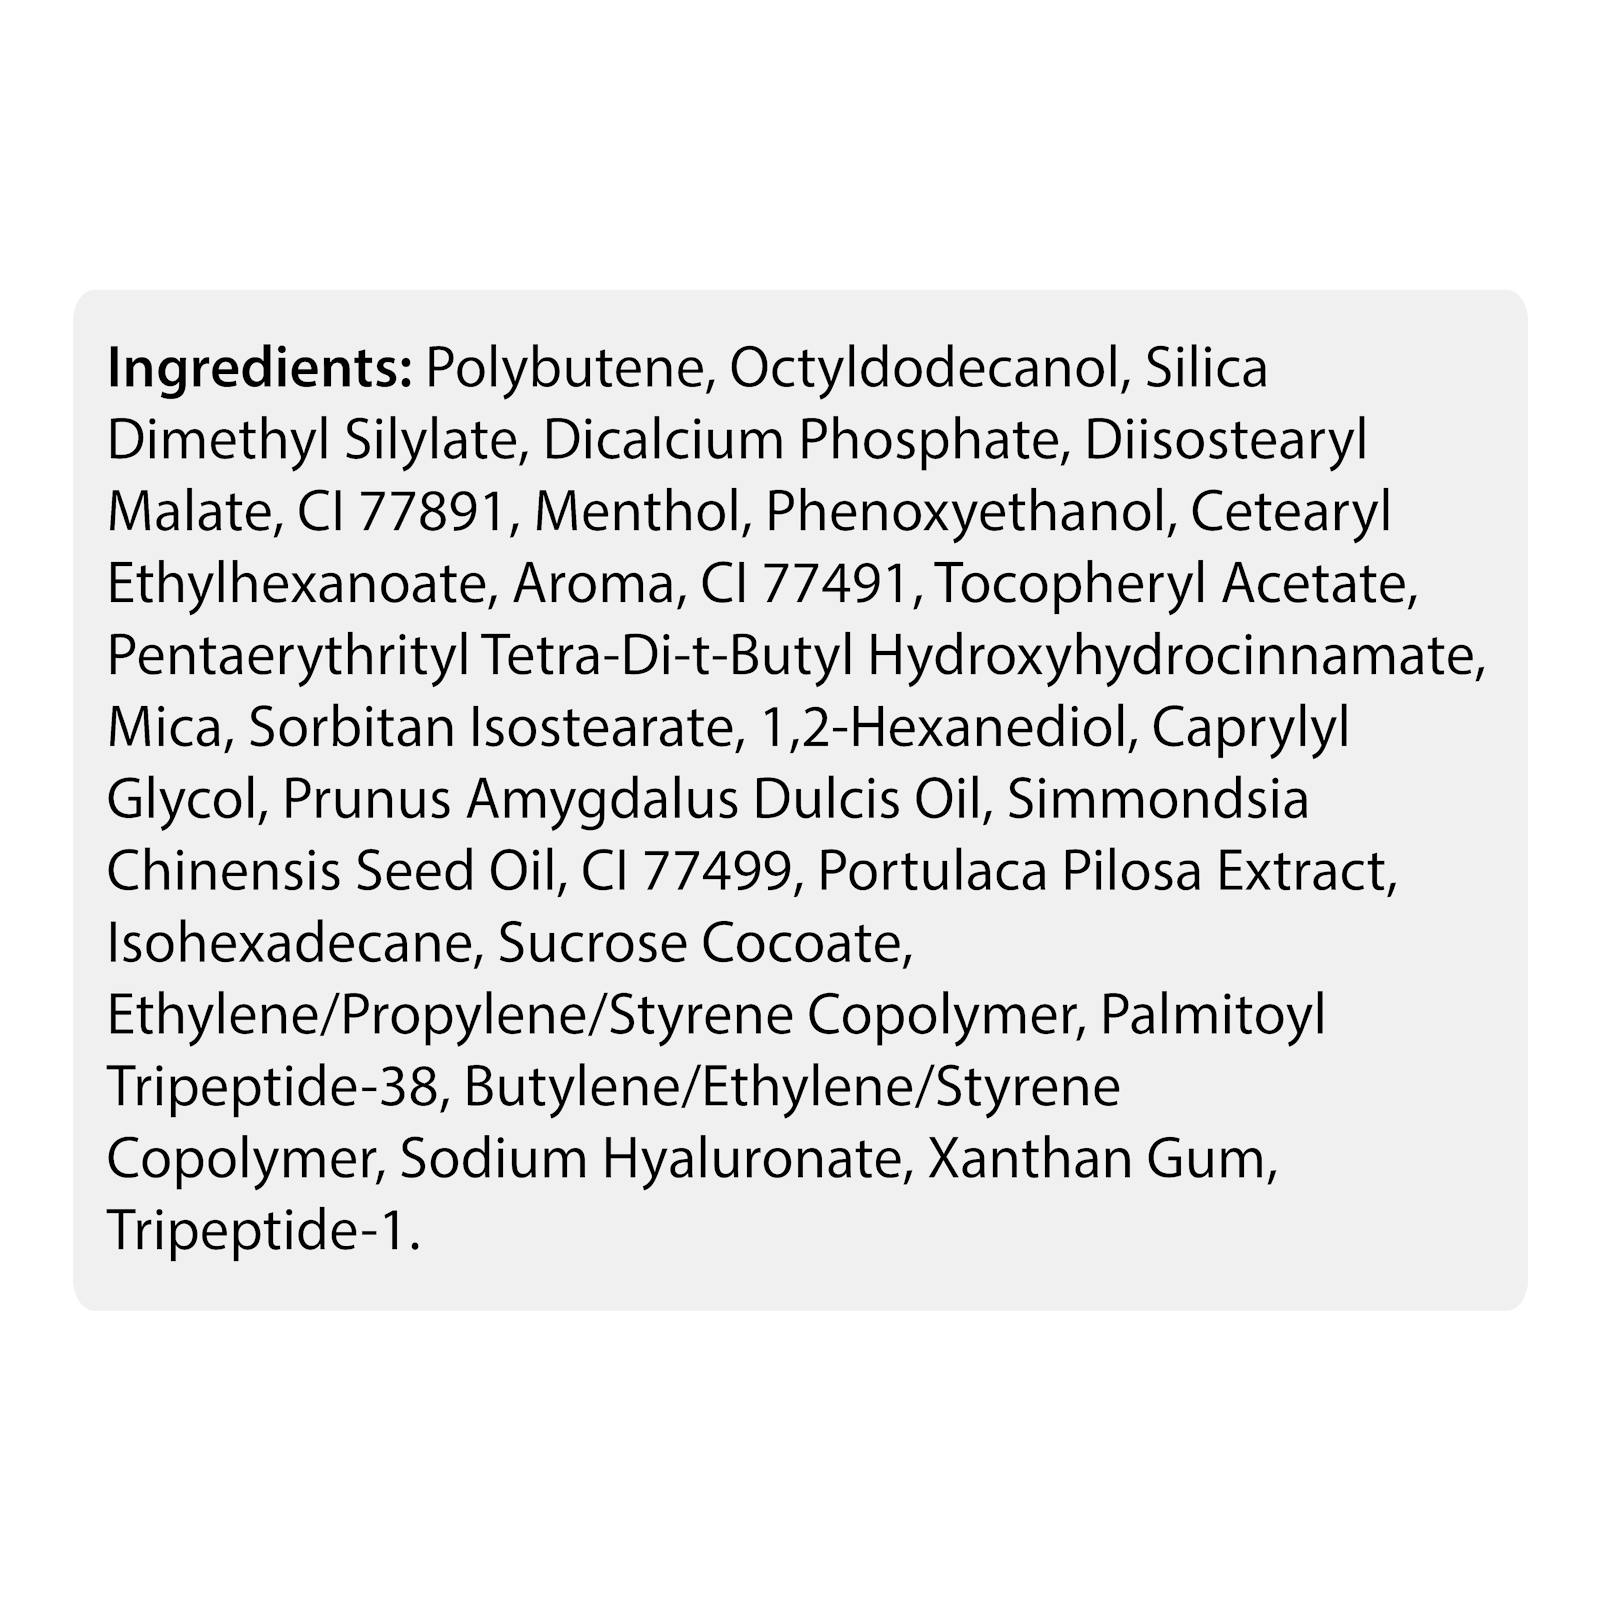 Ingredients: Polybutene, Octyldodecanol, Silica
Dimethyl Silylate, Dicalcium Phosphate, Diisostearyl
Malate, CI 77891, Menthol, Phenoxyethanol, Cetearyl
Ethylhexanoate, Aroma, CI 77491, Tocopheryl Acetate,
Pentaerythrityl Tetra-Di-t-Butyl Hydroxyhydrocinnamate,
Mica, Sorbitan Isostearate, 1,2-Hexanediol, Caprylyl
Glycol, Prunus Amygdalus Dulcis Oil, Simmondsia
Chinensis Seed Oil, CI 77499, Portulaca Pilosa Extract,
Isohexadecane, Sucrose Cocoate,
Ethylene/Propylene/Styrene Copolymer, Palmitoyl
Tripeptide-38, Butylene/Ethylene/Styrene
Copolymer, Sodium Hyaluronate, Xanthan Gum,
Tripeptide-1.